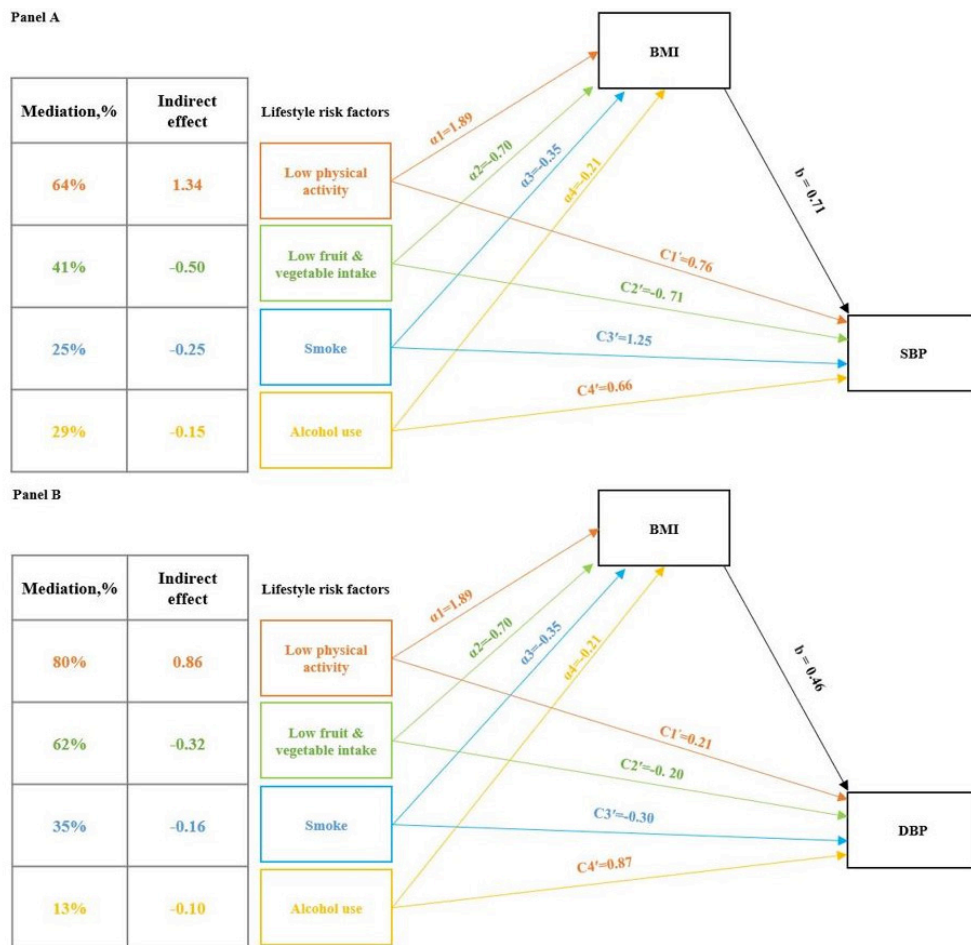 Panel A
BMI
Mediation,%
Indirect
effect
Lifestyle risk factors
64%
1.34
Low physical
activity
41%
-0.50
Low fruit &
vegetable intake
25%
-0.25
Smoke
29%
-0.15
Alcohol use
α1=1.89
α2=-0.70
α3=-0.35
α4=-0.21
b = 0.71
C1'=0.76
C2'=-0. 71
C3'=1.25
C4'=0.66
SBP
Panel B
BMI
Mediation,%
Indirect
effect
Lifestyle risk factors
80%
0.86
Low physical
activity
62%
-0.32
Low fruit &
vegetable intake
35%
-0.16
Smoke
13%
-0.10
Alcohol use
α1=1.89
α2=-0.70
α3=-0.35
α4=-0.21
b = 0.46
C1'=0.21
C2'=-0. 20
C3'=-0.30
C4'=0.87
DBP